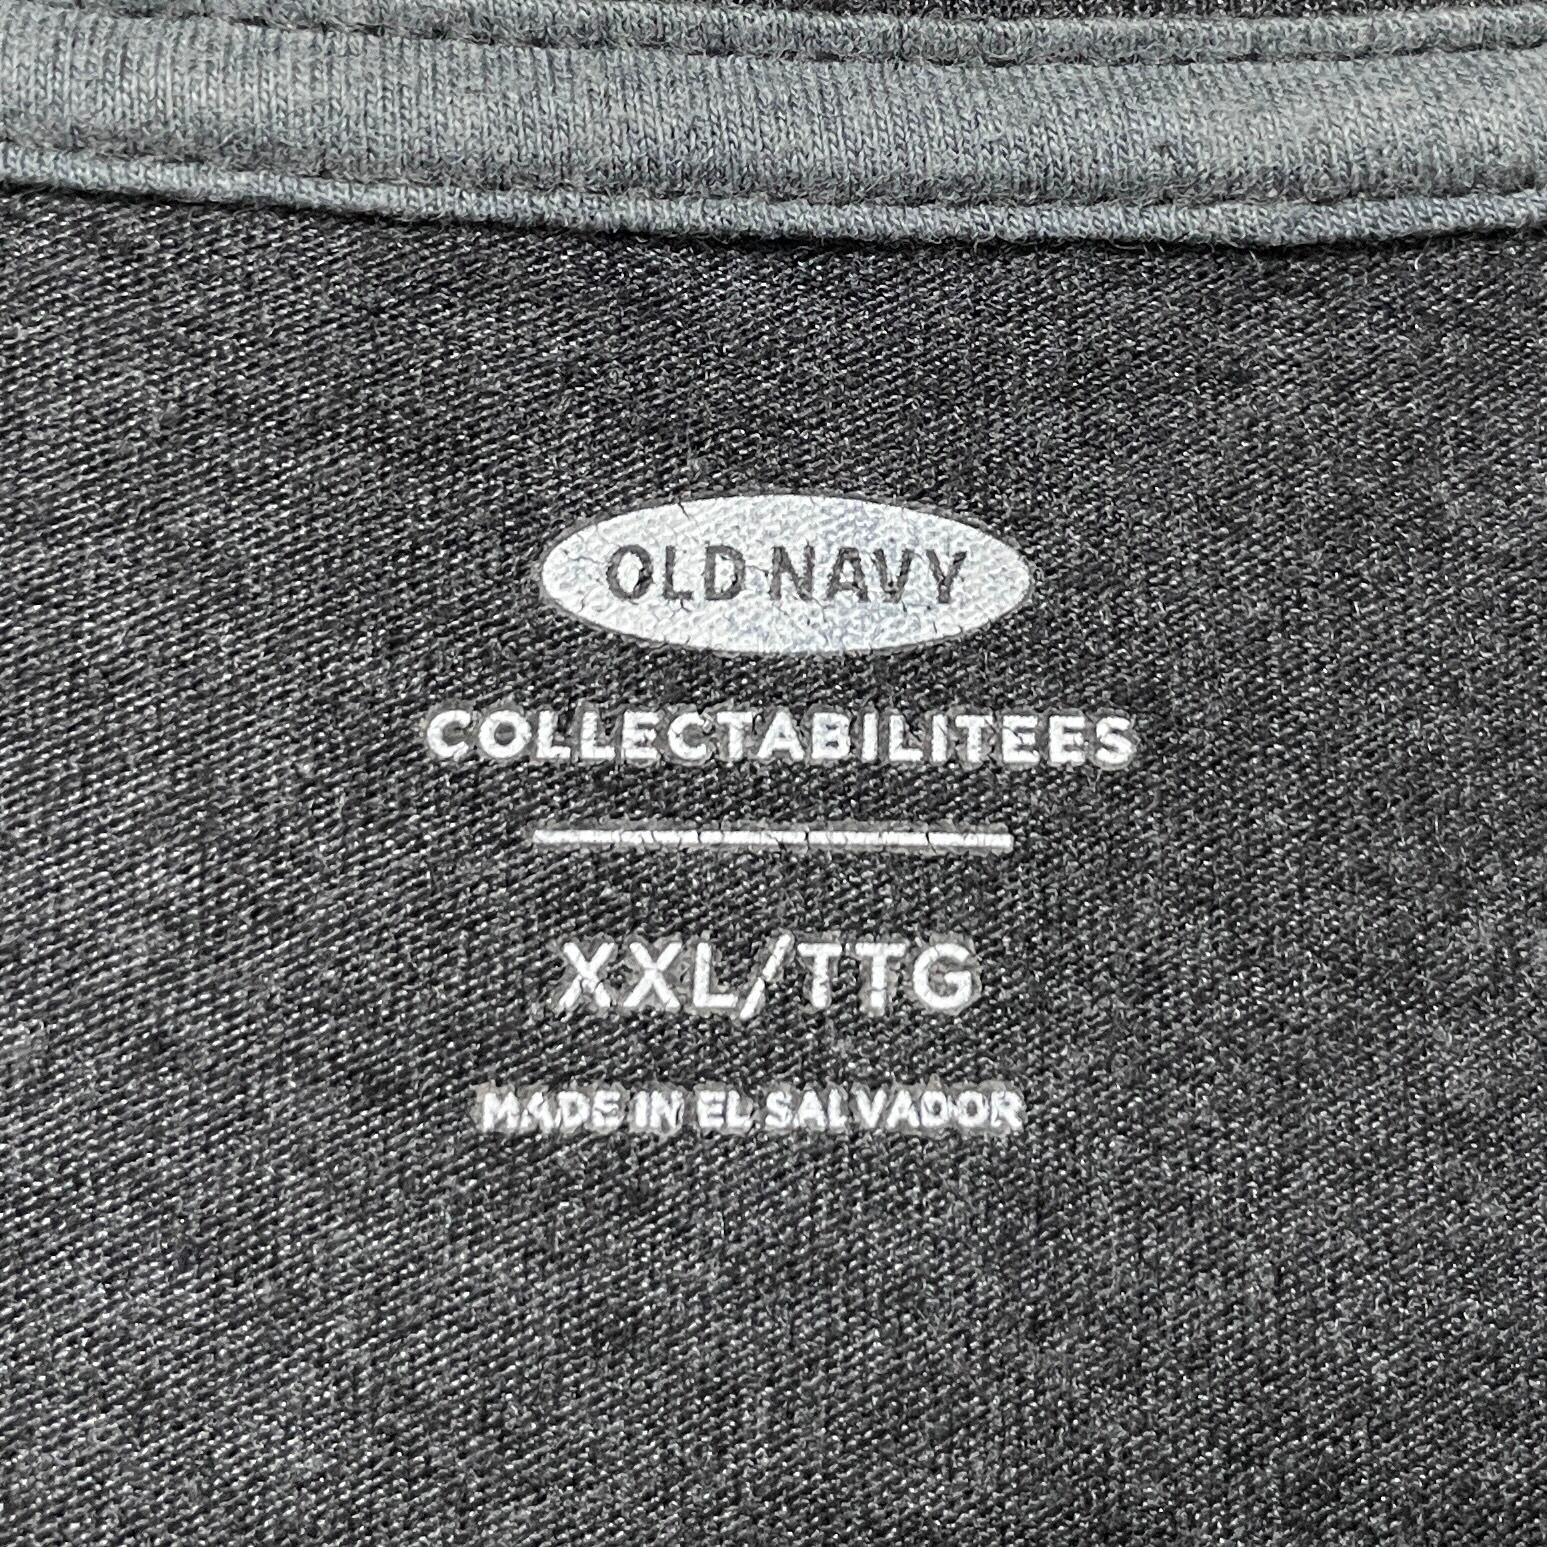 OLD NAVY
COLLECTABILITEES
XXL/TTG
MADE IN EL SALVADOR